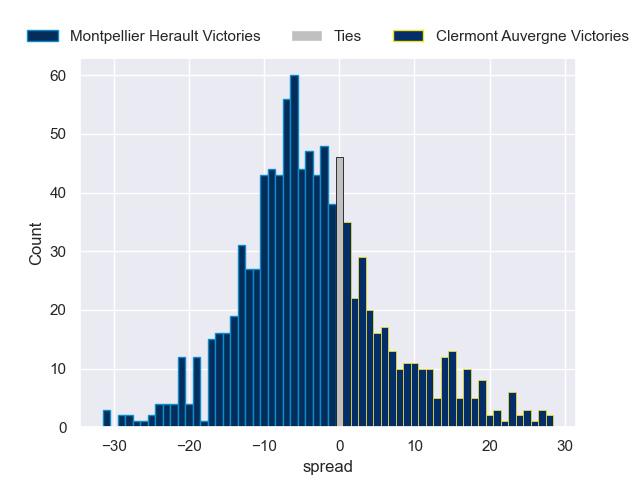 Montpellier Herault Victories Ties Clermont Auvergne Victories
60
50
40
30
20
10
0
Count
−30 −20 −10 0 10 20 30
spread